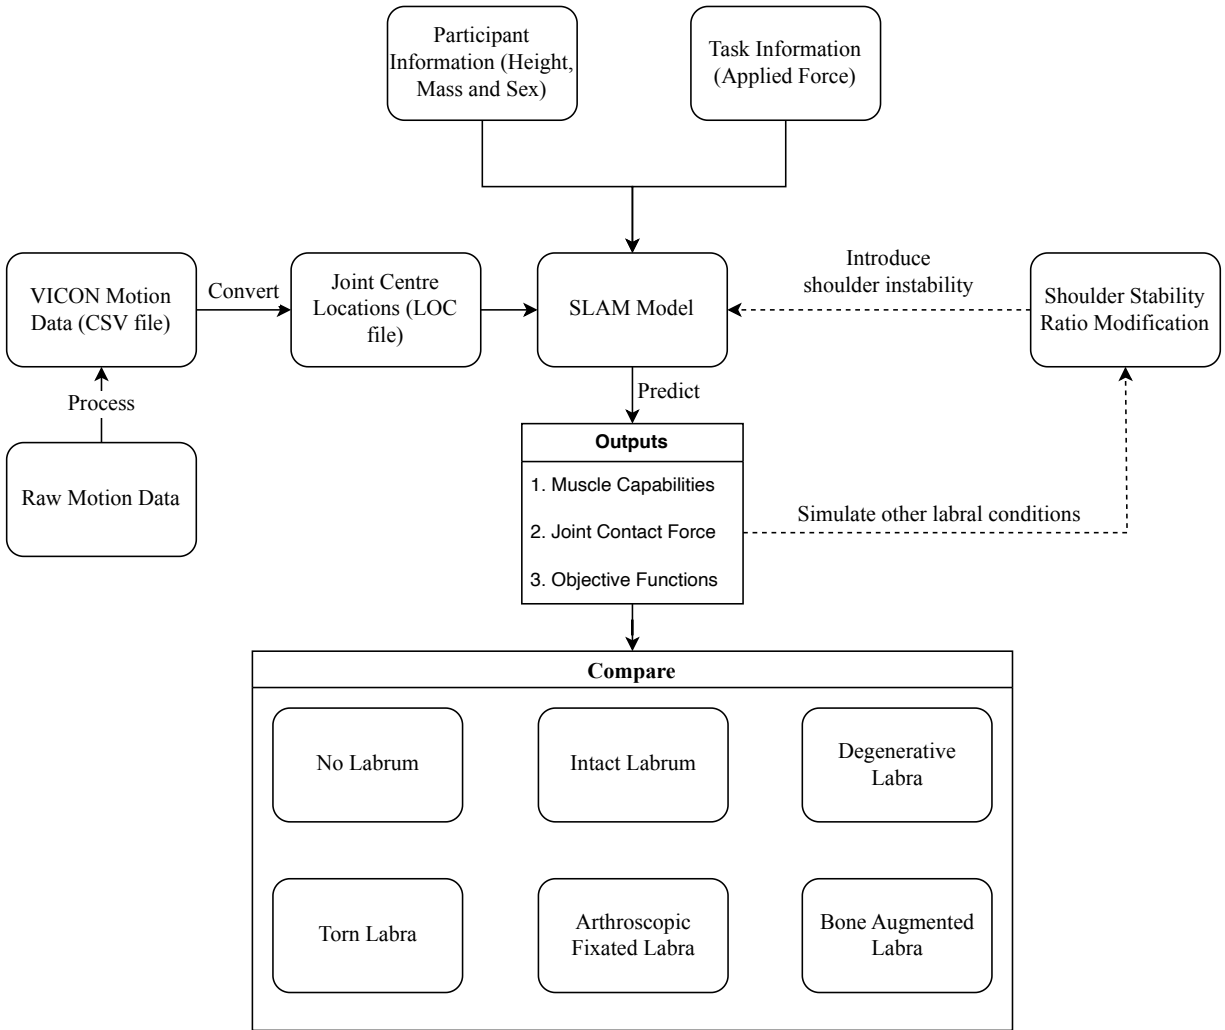 Participant
Information (Height,
Mass and Sex)
Task Information
(Applied Force)
VICON Motion
Data (CSV file)
Convert
Joint Centre
Locations (LOC
file)
SLAM Model
Introduce
shoulder instability
Shoulder Stability
Ratio Modification
Process
Raw Motion Data
Predict
Outputs
1. Muscle Capabilities
2. Joint Contact Force
3. Objective Functions
Simulate other labral conditions
Compare
No Labrum
Intact Labrum
Degenerative
Labra
Torn Labra
Arthroscopic
Fixated Labra
Bone Augmented
Labra